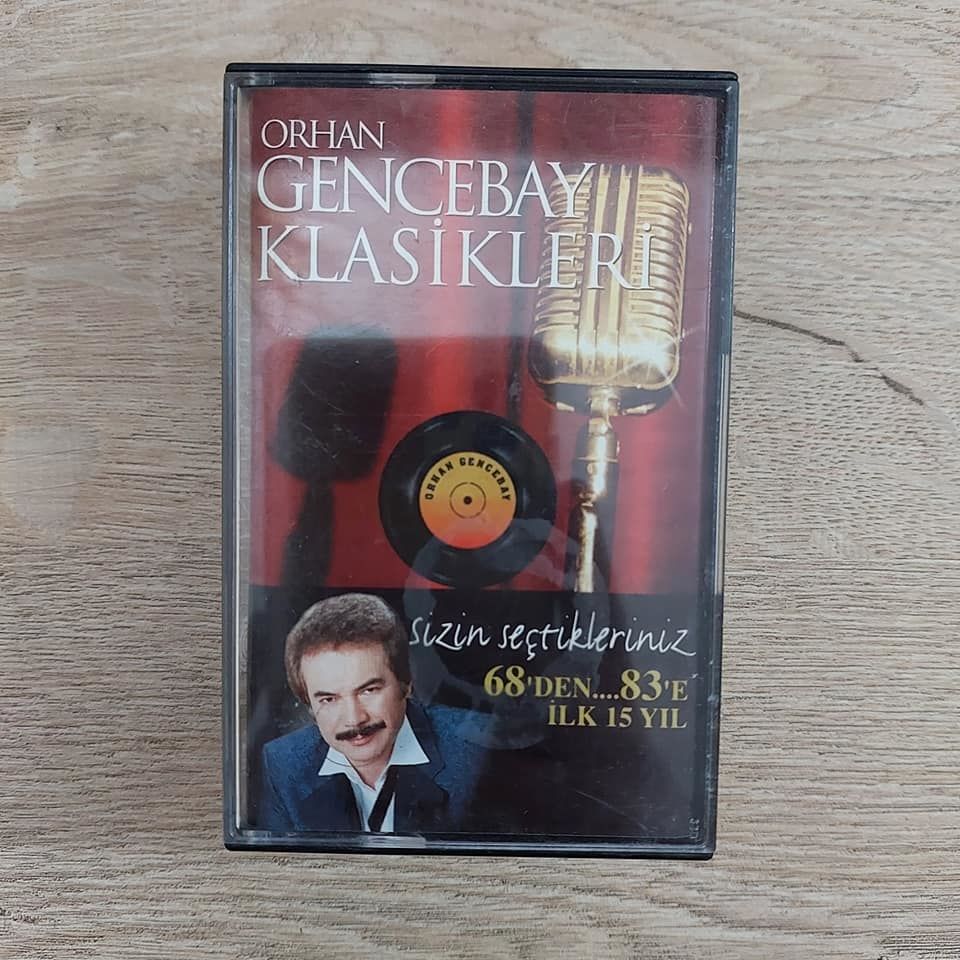 ORHAN
GENCEBAY
KLASİKLERİ
ORHAN GENCEBAY
sizin seçtikleriniz
68'DEN....83'E
İLK 15 YIL